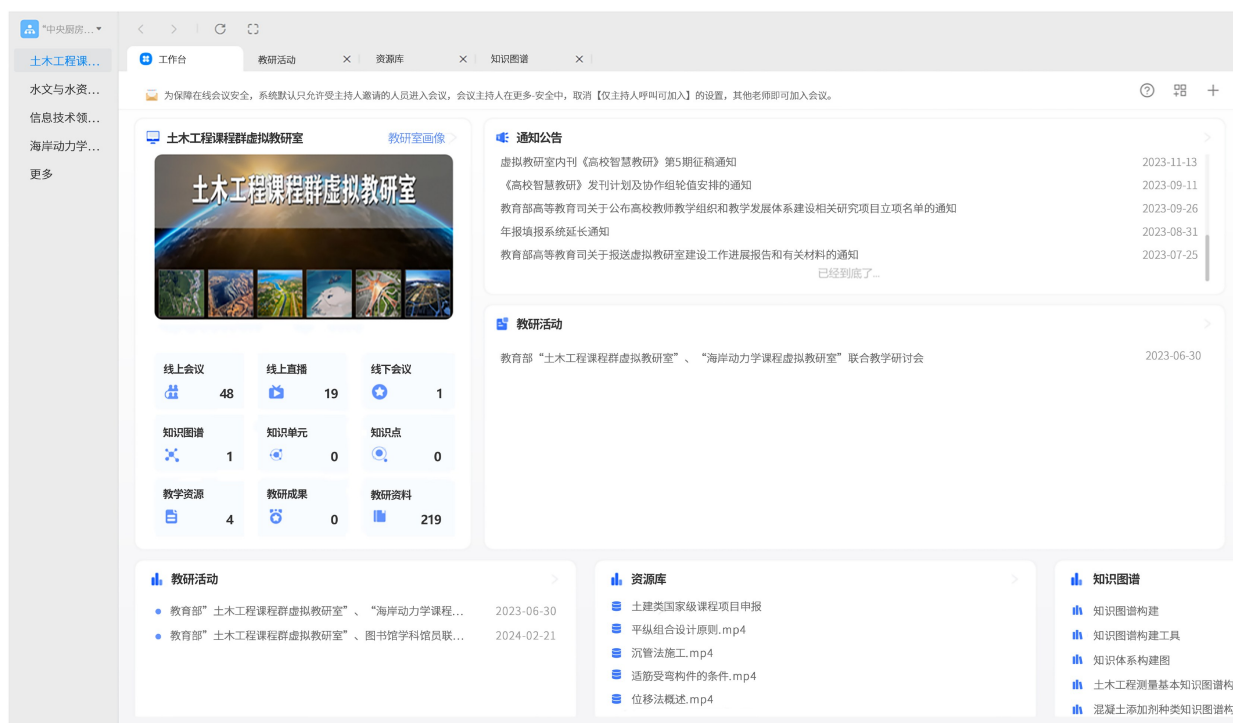 “中央厨房...
土木工程课...
水文与水资...
信息技术领...
海岸动力学...
更多
工作台
教研活动
资源库
知识图谱
为保障在线会议安全，系统默认只允许受主持人邀请的人员进入会议，会议主持人在更多-安全中，取消【仅主持人呼叫可加入】的设置，其他老师即可加入会议。
土木工程课程群虚拟教研室
教研室画像
土木工程课程群虚拟教研室
线上会议
48
线上直播
19
线下会议
1
知识图谱
1
知识单元
0
知识点
0
教学资源
4
教研成果
0
教研资料
219
通知公告
虚拟教研室内刊《高校智慧教研》第5期征稿通知 2023-11-13
《高校智慧教研》发刊计划及协作组轮值安排的通知 2023-09-11
教育部高等教育司关于公布高校教师教学组织和教学发展体系建设相关研究项目立项名单的通知 2023-09-26
年报填报系统延长通知 2023-08-31
教育部高等教育司关于报送虚拟教研室建设工作进展报告和有关材料的通知 2023-07-25
已经到底了...
教研活动
教育部“土木工程课程群虚拟教研室”、“海岸动力学课程虚拟教研室”联合教学研讨会 2023-06-30
教研活动
教育部”土木工程课程群虚拟教研室”、“海岸动力学课程... 2023-06-30
教育部”土木工程课程群虚拟教研室”、图书馆学科馆员联... 2024-02-21
资源库
土建类国家级课程项目申报
平纵组合设计原则.mp4
沉管法施工.mp4
适筋受弯构件的条件.mp4
位移法概述.mp4
知识图谱
知识图谱构建
知识图谱构建工具
知识体系构建图
土木工程测量基本知识图谱构
混凝土添加剂种类知识图谱构